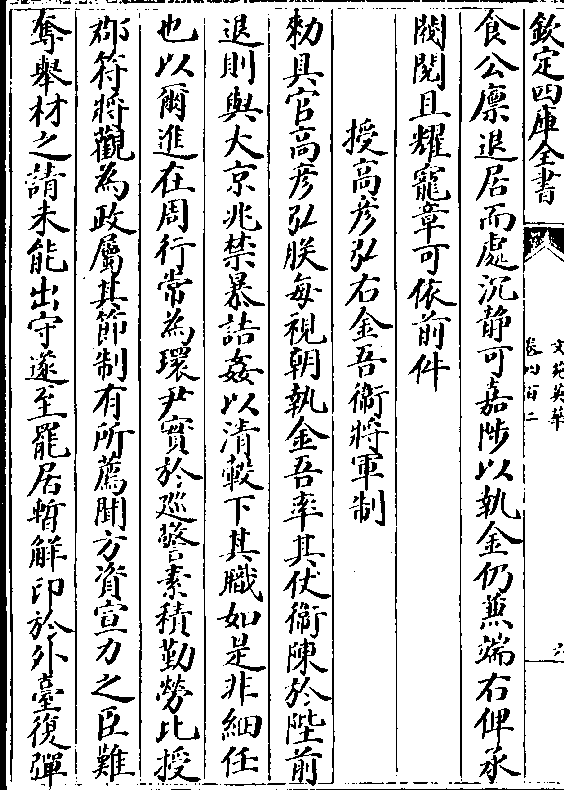 欽定四庫全書
文苑英華
卷四百二
食公廪退居而處沉静可嘉陟以執金仍兼端右俾承
閥閲且耀寵章可依前件
授高彦弘右金吾衞將軍制
勑具官高彦弘朕每視朝執金吾率其仗衞陳於陛前
退則與大京兆禁暴詰姦以清轂下其職如是非細任
也以爾進在周行常為環尹實於廵警素積勤勞比授
郡符將觀為政屬其節制有所薦聞方資宣力之臣難
奪舉材之請未能出守遂至罷居暫解印於外臺復彈